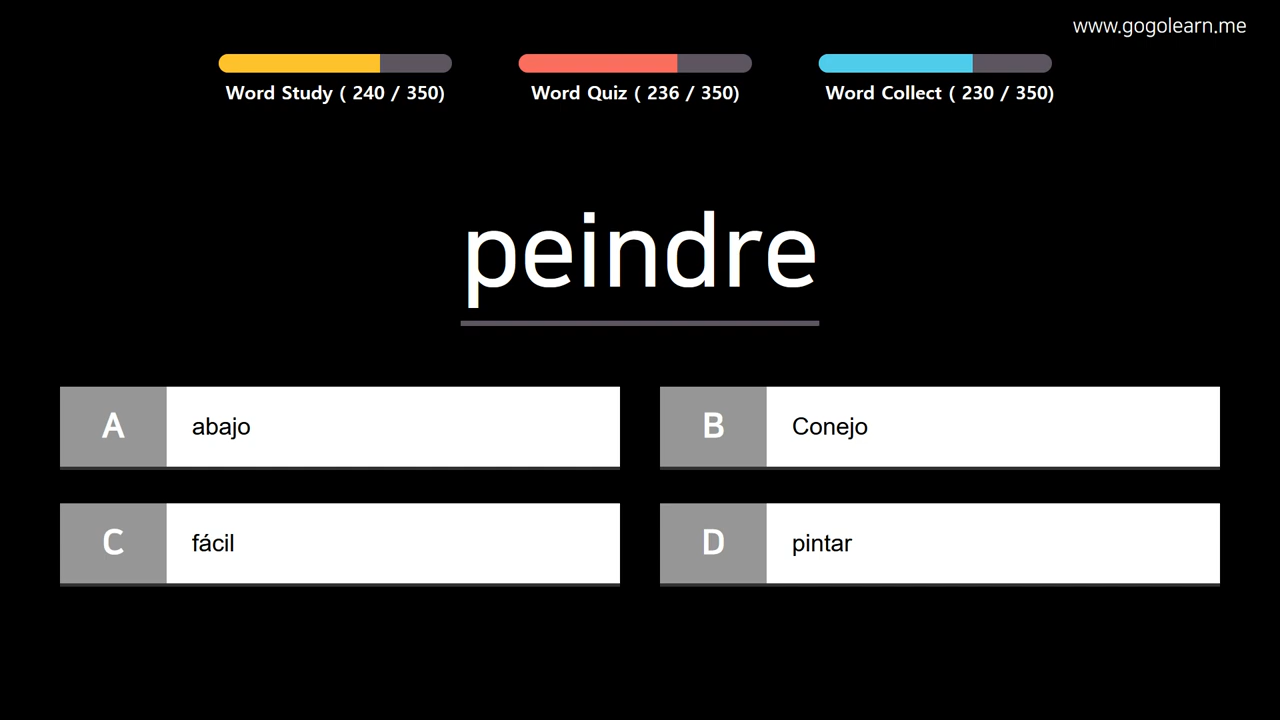 www.gogolearn.me
Word Study ( 240 / 350)
Word Quiz ( 236 / 350)
Word Collect ( 230 / 350)
peindre
A abajo
B Conejo
C fácil
D pintar